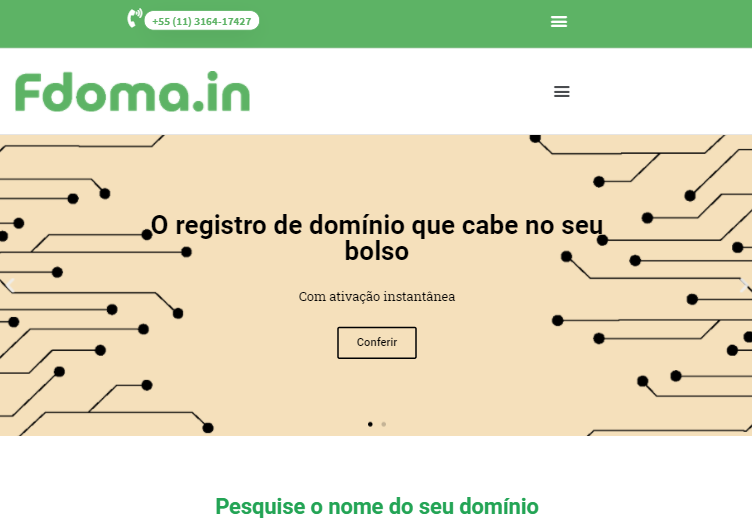 +55 (11) 3164-17427
Fdoma.in
O registro de domínio que cabe no seu
bolso
Com ativação instantânea
Conferir
Pesquise o nome do seu domínio